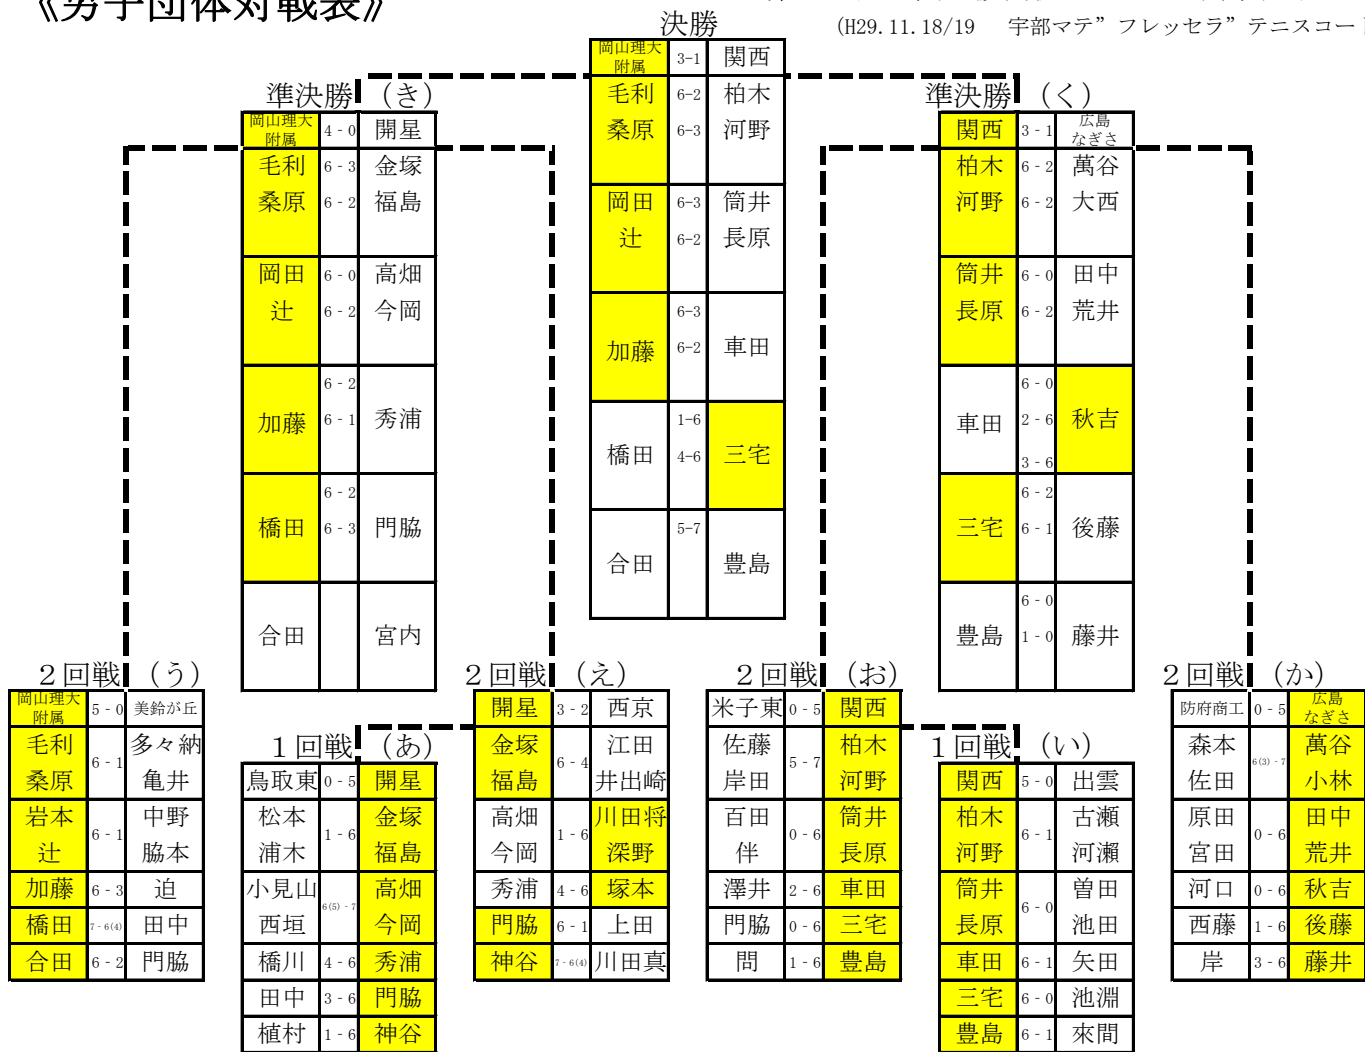 《男子団体対戦表》
(H29.11.18/19 宇部マテ”フレッセラ”テニスコート
決勝
岡山理大附属 3-1 関西
毛利 6-2 柏木
桑原 6-3 河野
岡田 6-3 筒井
辻 6-2 長原
6-3
加藤 6-2 車田
1-6
橋田 4-6 三宅
5-7
合田 豊島
準決勝 (き)
岡山理大附属 4 - 0 開星
毛利 6 - 3 金塚
桑原 6 - 2 福島
岡田 6 - 0 高畑
辻 6 - 2 今岡
6 - 2
加藤 6 - 1 秀浦
6 - 2
橋田 6 - 3 門脇
合田 宮内
準決勝 (く)
関西 3 - 1 広島なぎさ
柏木 6 - 2 萬谷
河野 6 - 2 大西
筒井 6 - 0 田中
長原 6 - 2 荒井
6 - 0
車田 2 - 6 秋吉
3 - 6
6 - 2
三宅 6 - 1 後藤
6 - 0
豊島 1 - 0 藤井
2回戦 (う)
岡山理大附属 5 - 0 美鈴が丘
毛利 多々納
6 - 1
桑原 亀井
岩本 中野
6 - 1
辻 脇本
加藤 6 - 3 迫
橋田 7 - 6(4) 田中
合田 6 - 2 門脇
1回戦 (あ)
鳥取東 0 - 5 開星
松本 金塚
1 - 6
浦木 福島
小見山 高畑
6(5) - 7
西垣 今岡
橋川 4 - 6 秀浦
田中 3 - 6 門脇
植村 1 - 6 神谷
2回戦 (え)
開星 3 - 2 西京
金塚 江田
6 - 4
福島 井出崎
高畑 川田将
1 - 6
今岡 深野
秀浦 4 - 6 塚本
門脇 6 - 1 上田
神谷 7 - 6(4) 川田真
2回戦 (お)
米子東 0 - 5 関西
佐藤 柏木
5 - 7
岸田 河野
百田 筒井
0 - 6
伴 長原
澤井 2 - 6 車田
門脇 0 - 6 三宅
問 1 - 6 豊島
1回戦 (い)
関西 5 - 0 出雲
柏木 古瀬
6 - 1
河野 河瀬
筒井 曽田
6 - 0
長原 池田
車田 6 - 1 矢田
三宅 6 - 0 池淵
豊島 6 - 1 來間
2回戦 (か)
防府商工 0 - 5 広島なぎさ
森本 萬谷
6(3) - 7
佐田 小林
原田 田中
0 - 6
宮田 荒井
河口 0 - 6 秋吉
西藤 1 - 6 後藤
岸 3 - 6 藤井